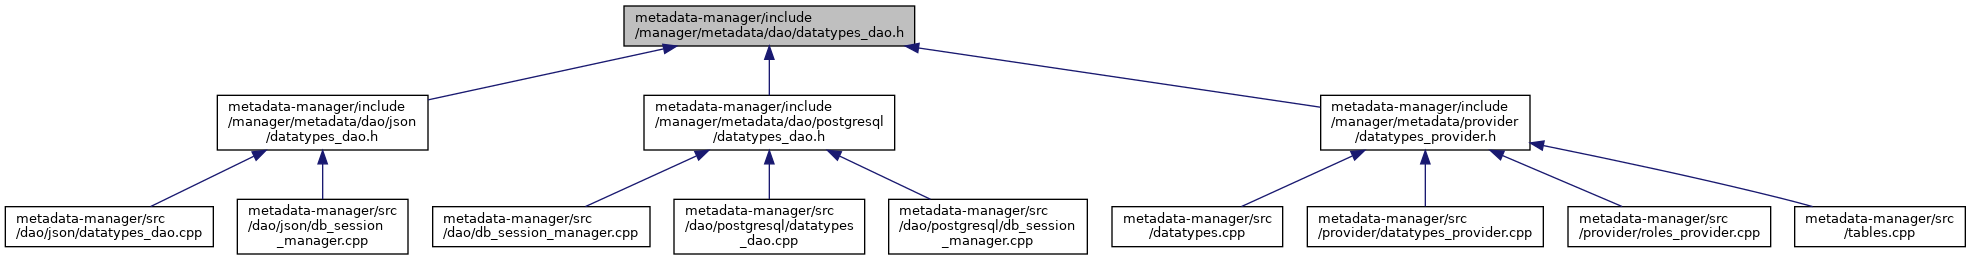 metadata-manager/include
/manager/metadata/dao/datatypes_dao.h
metadata-manager/include
/manager/metadata/dao/json
/datatypes_dao.h
metadata-manager/include
/manager/metadata/dao/postgresql
/datatypes_dao.h
metadata-manager/include
/manager/metadata/provider
/datatypes_provider.h
metadata-manager/src
/dao/json/datatypes_dao.cpp
metadata-manager/src
/dao/json/db_session
_manager.cpp
metadata-manager/src
/dao/db_session_manager.cpp
metadata-manager/src
/dao/postgresql/datatypes
_dao.cpp
metadata-manager/src
/dao/postgresql/db_session
_manager.cpp
metadata-manager/src
/datatypes.cpp
metadata-manager/src
/provider/datatypes_provider.cpp
metadata-manager/src
/provider/roles_provider.cpp
metadata-manager/src
/tables.cpp